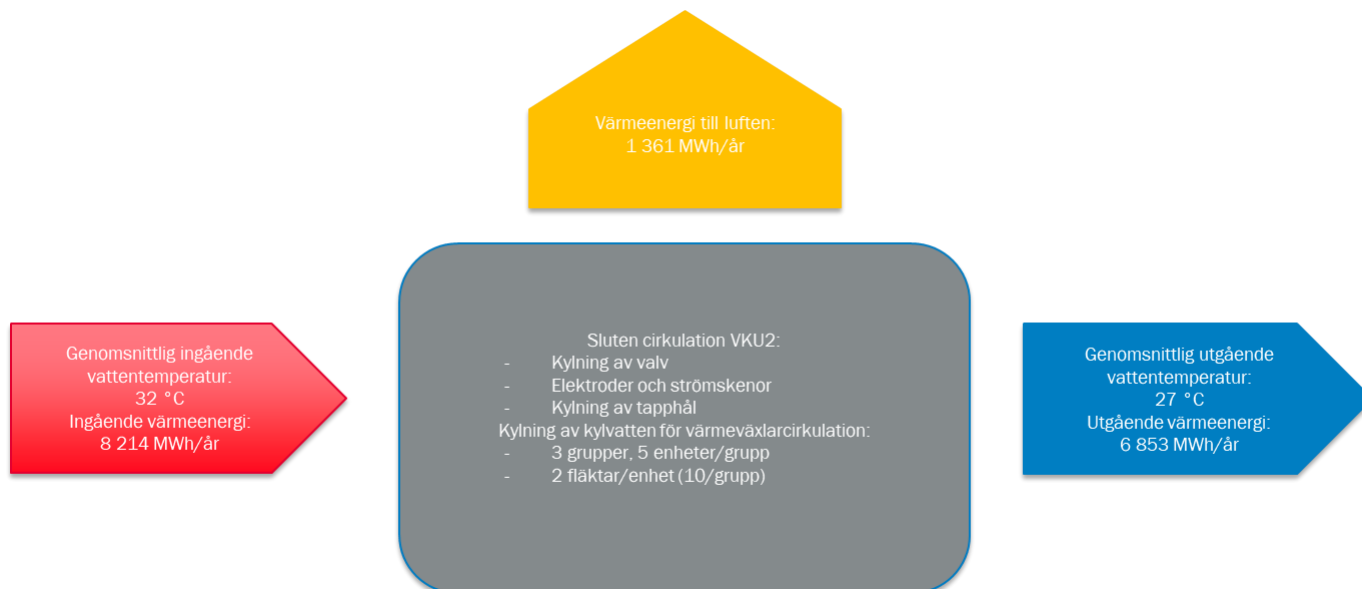 Värmeenergi till luften:
1 361 MWh/år
Genomsnittlig ingående
vattentemperatur:
32 °C
Ingående värmeenergi:
8 214 MWh/år
Sluten cirkulation VKU2:
- Kylning av valv
- Elektroder och strömskenor
- Kylning av tapphål
Kylning av kylvatten för värmeväxlarcirkulation:
- 3 grupper, 5 enheter/grupp
- 2 fläktar/enhet (10/grupp)
Genomsnittlig utgående
vattentemperatur:
27 °C
Utgående värmeenergi:
6 853 MWh/år